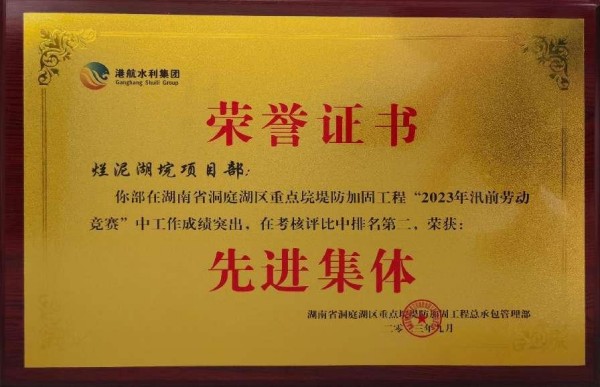 港航水利集团
Ganghang Shuili Group
荣誉证书
烂泥湖垸项目部：
你部在湖南省洞庭湖区重点垸堤防加固工程“2023年汛前劳动
竞赛”中工作成绩突出，在考核评比中排名第二，荣获：
先进集体
湖南省洞庭湖区重点垸堤防加固工程总承包管理部
二〇二三年九月